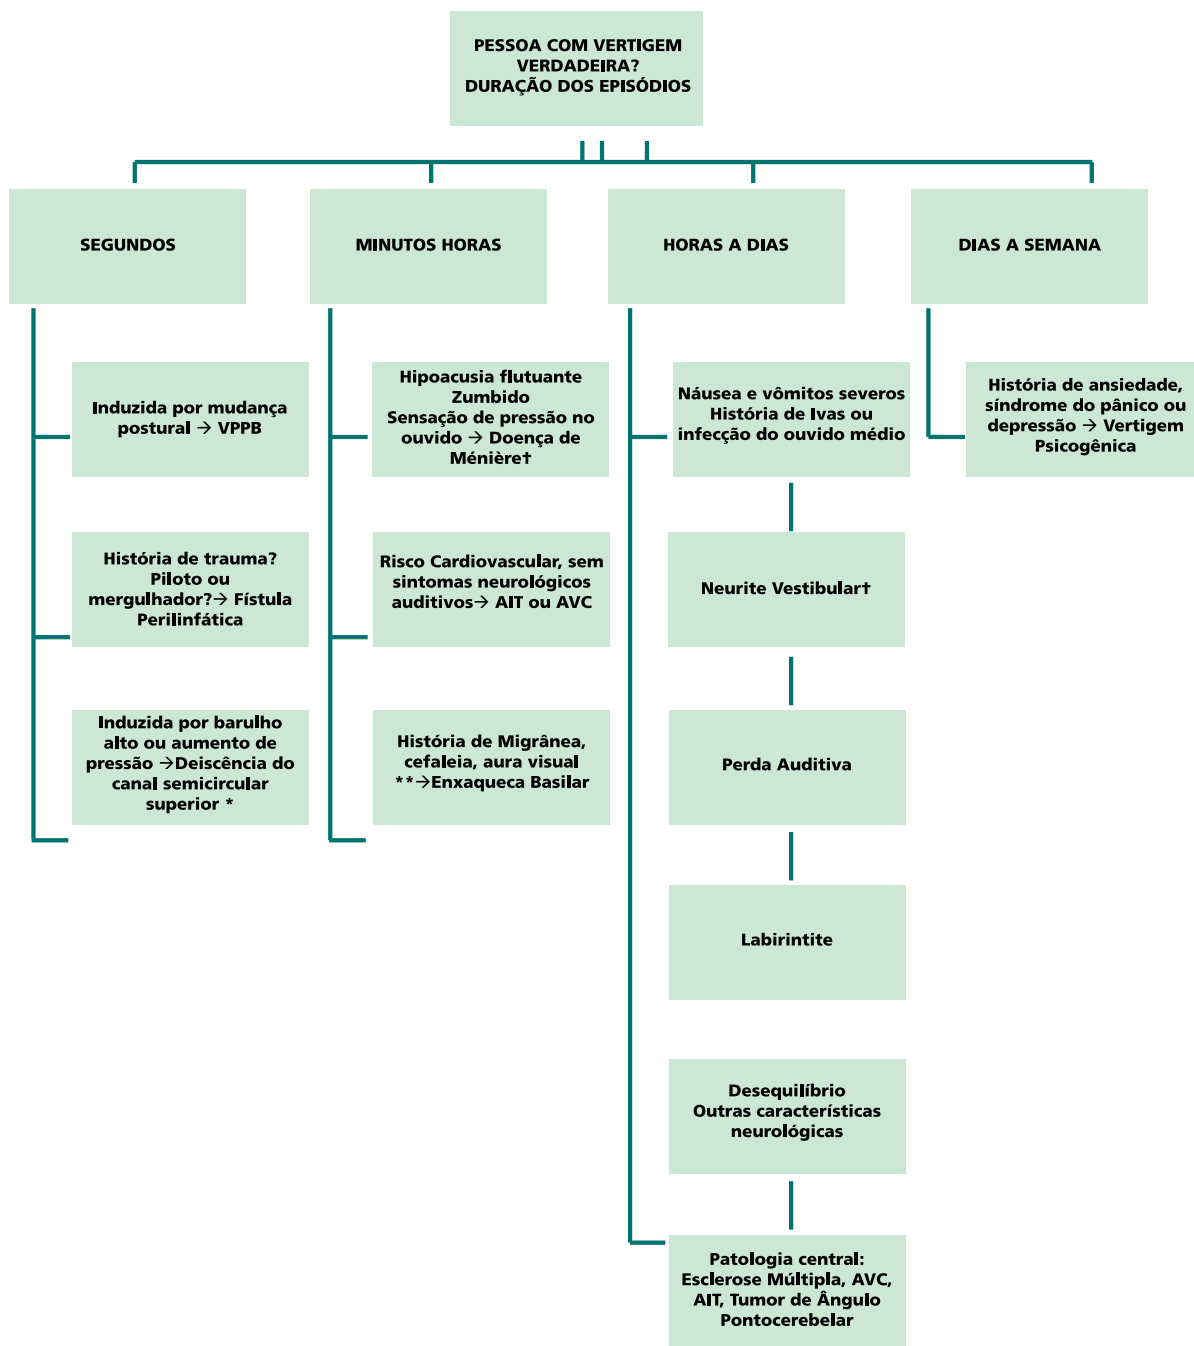 PESSOA COM VERTIGEM
VERDADEIRA?
DURAÇÃO DOS EPISÓDIOS
SEGUNDOS
MINUTOS HORAS
HORAS A DIAS
DIAS A SEMANA
Induzida por mudança
postural → VPPB
História de trauma?
Piloto ou
mergulhador?→ Fístula
Perilinfática
Induzida por barulho
alto ou aumento de
pressão →Deiscência do
canal semicircular
superior *
Hipoacusia flutuante
Zumbido
Sensação de pressão no
ouvido → Doença de
Ménière†
Risco Cardiovascular, sem
sintomas neurológicos
auditivos→ AIT ou AVC
História de Migrânea,
cefaleia, aura visual
**→Enxaqueca Basilar
Náusea e vômitos severos
História de Ivas ou
infecção do ouvido médio
Neurite Vestibular†
Perda Auditiva
Labirintite
Desequilíbrio
Outras características
neurológicas
Patologia central:
Esclerose Múltipla, AVC,
AIT, Tumor de Ângulo
Pontocerebelar
História de ansiedade,
síndrome do pânico ou
depressão → Vertigem
Psicogênica